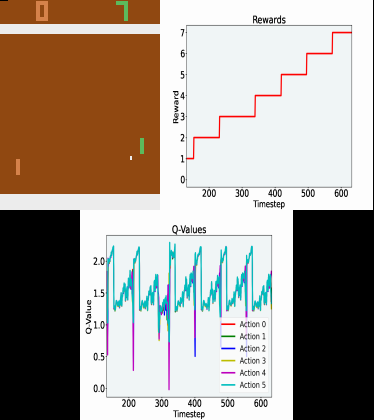 0 7
Rewards
7
6
5
4
3
2
1
0
Reward
200 300 400 500 600
Timestep
Q-Values
2.0
1.5
1.0
0.5
0.0
Q-Value
Action 0
Action 1
Action 2
Action 3
Action 4
Action 5
200 300 400 500 600
Timestep